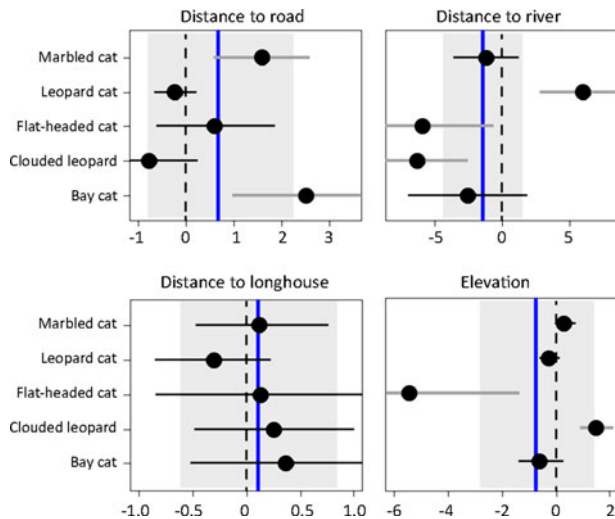 Distance to road
Distance to river
Marbled cat
Leopard cat
Flat-headed cat
Clouded leopard
Bay cat
-1 0 1 2 3
-5 0 5
Distance to longhouse
Elevation
Marbled cat
Leopard cat
Flat-headed cat
Clouded leopard
Bay cat
-1.0 -0.5 0 0.5 1.0
-6 -4 -2 0 2